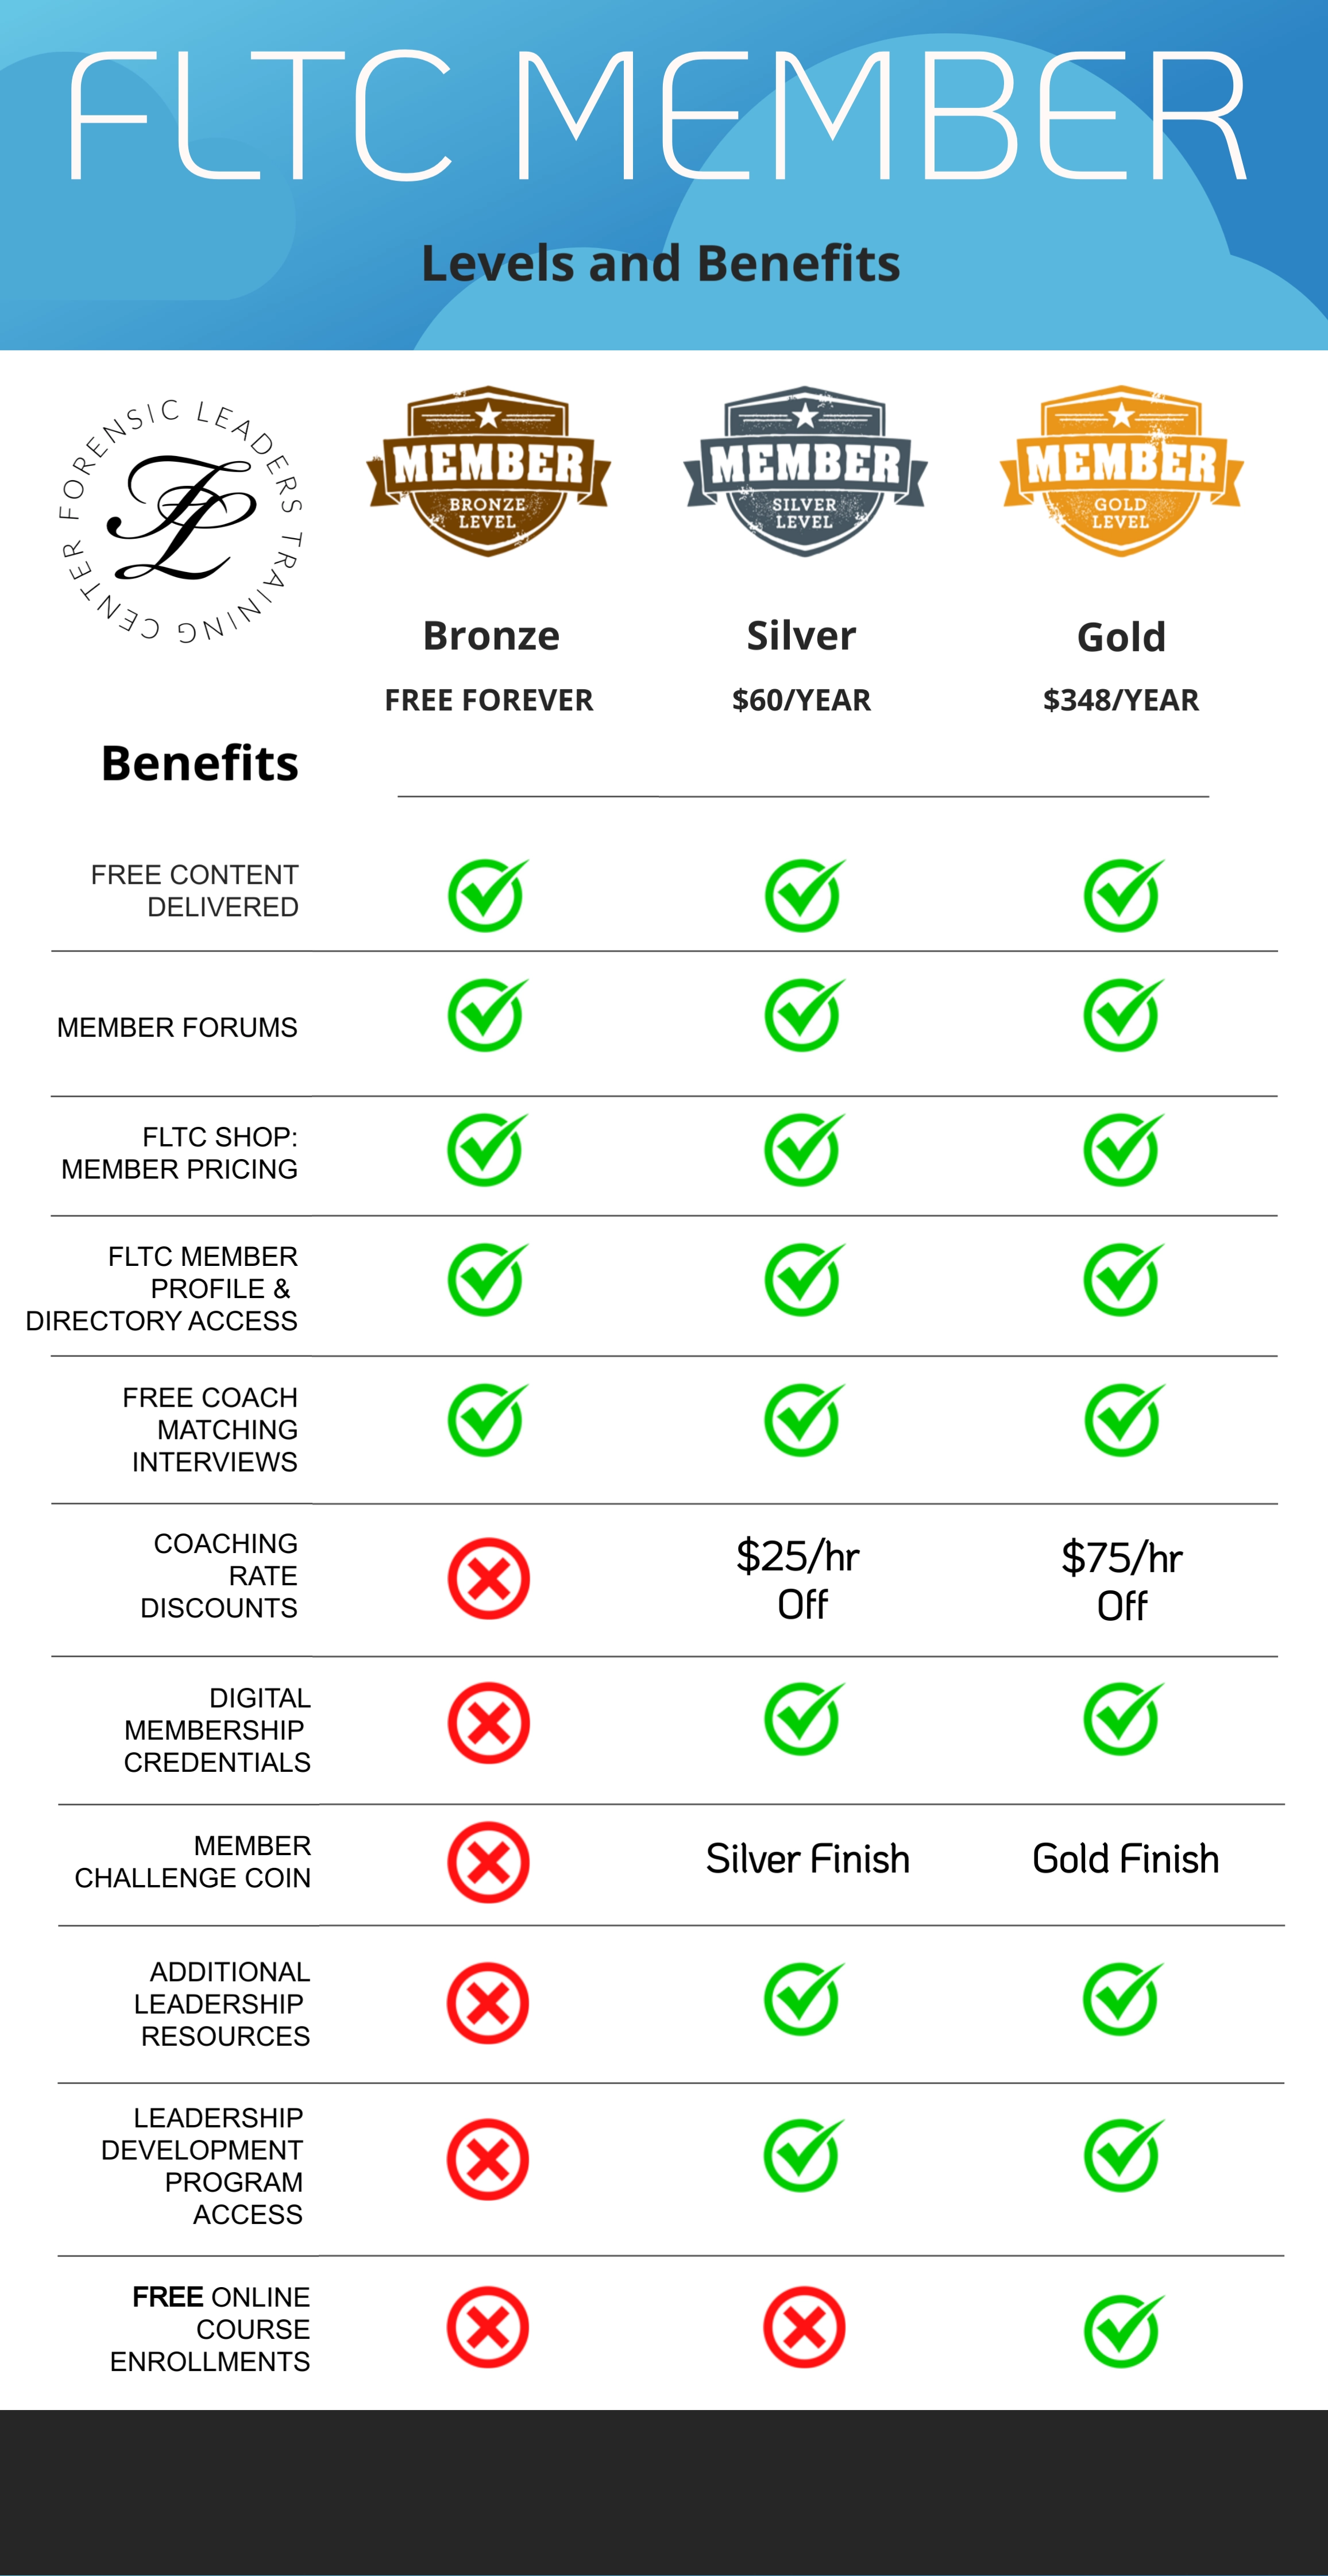 FLTC MEMBER
Levels and Benefits
FORENSIC LEADERS TRAINING CENTER
FL
MEMBER
BRONZE
LEVEL
MEMBER
SILVER
LEVEL
MEMBER
GOLD
LEVEL
Bronze
Silver
Gold
FREE FOREVER
$60/YEAR
$348/YEAR
Benefits
FREE CONTENT
DELIVERED
MEMBER FORUMS
FLTC SHOP:
MEMBER PRICING
FLTC MEMBER
PROFILE &
DIRECTORY ACCESS
FREE COACH
MATCHING
INTERVIEWS
COACHING
RATE
DISCOUNTS
$25/hr
Off
$75/hr
Off
DIGITAL
MEMBERSHIP
CREDENTIALS
MEMBER
CHALLENGE COIN
Silver Finish
Gold Finish
ADDITIONAL
LEADERSHIP
RESOURCES
LEADERSHIP
DEVELOPMENT
PROGRAM
ACCESS
FREE ONLINE
COURSE
ENROLLMENTS